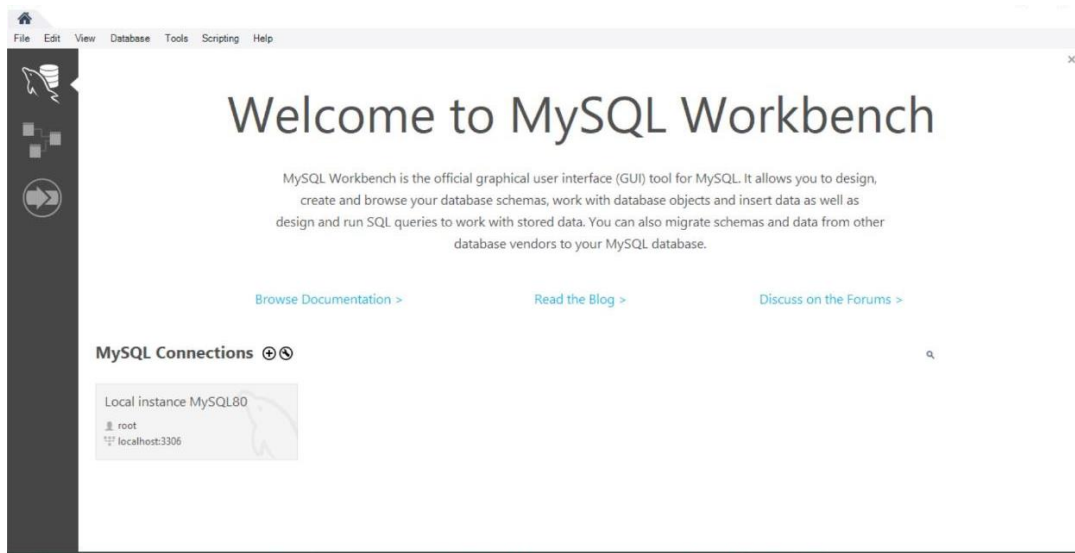 File Edit View Database Tools Scripting Help
Welcome to MySQL Workbench
MySQL Workbench is the official graphical user interface (GUI) tool for MySQL. It allows you to design,
create and browse your database schemas, work with database objects and insert data as well as
design and run SQL queries to work with stored data. You can also migrate schemas and data from other
database vendors to your MySQL database.
Browse Documentation > Read the Blog > Discuss on the Forums >
MySQL Connections
Local instance MySQL80
root
localhost:3306